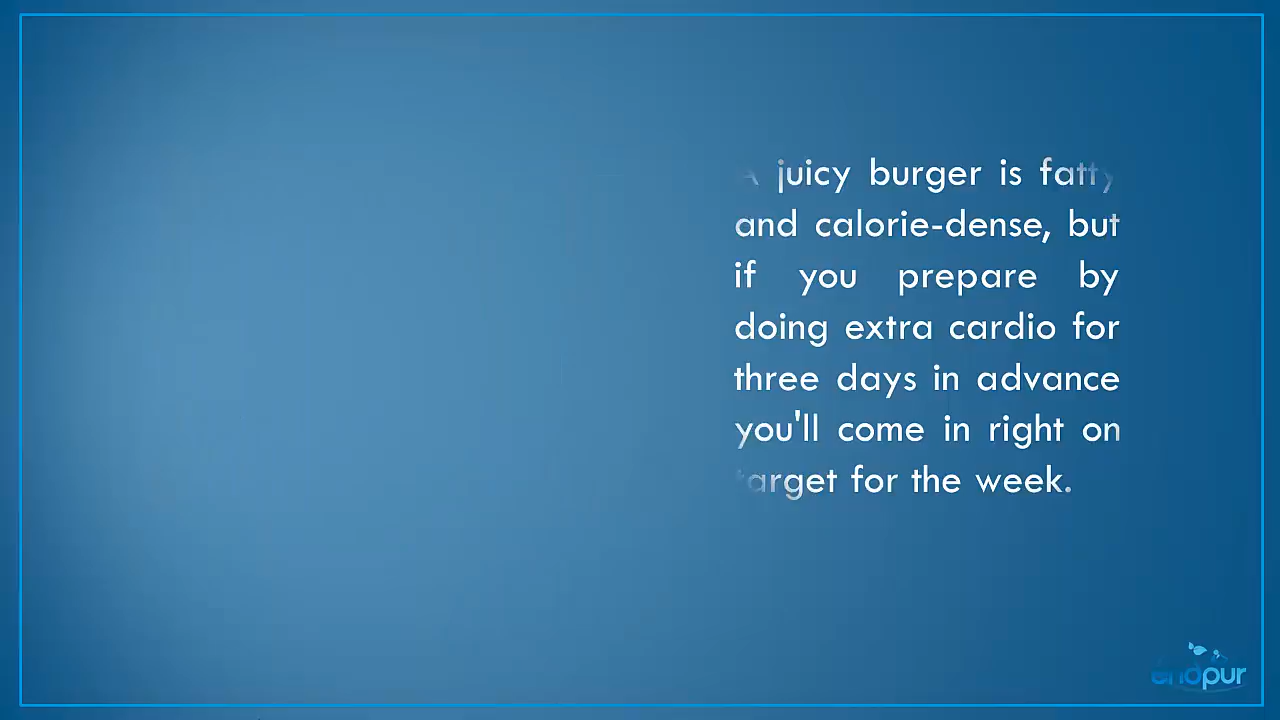 A juicy burger is fatty
and calorie-dense, but
if you prepare by
doing extra cardio for
three days in advance
you'll come in right on
target for the week.
endpur